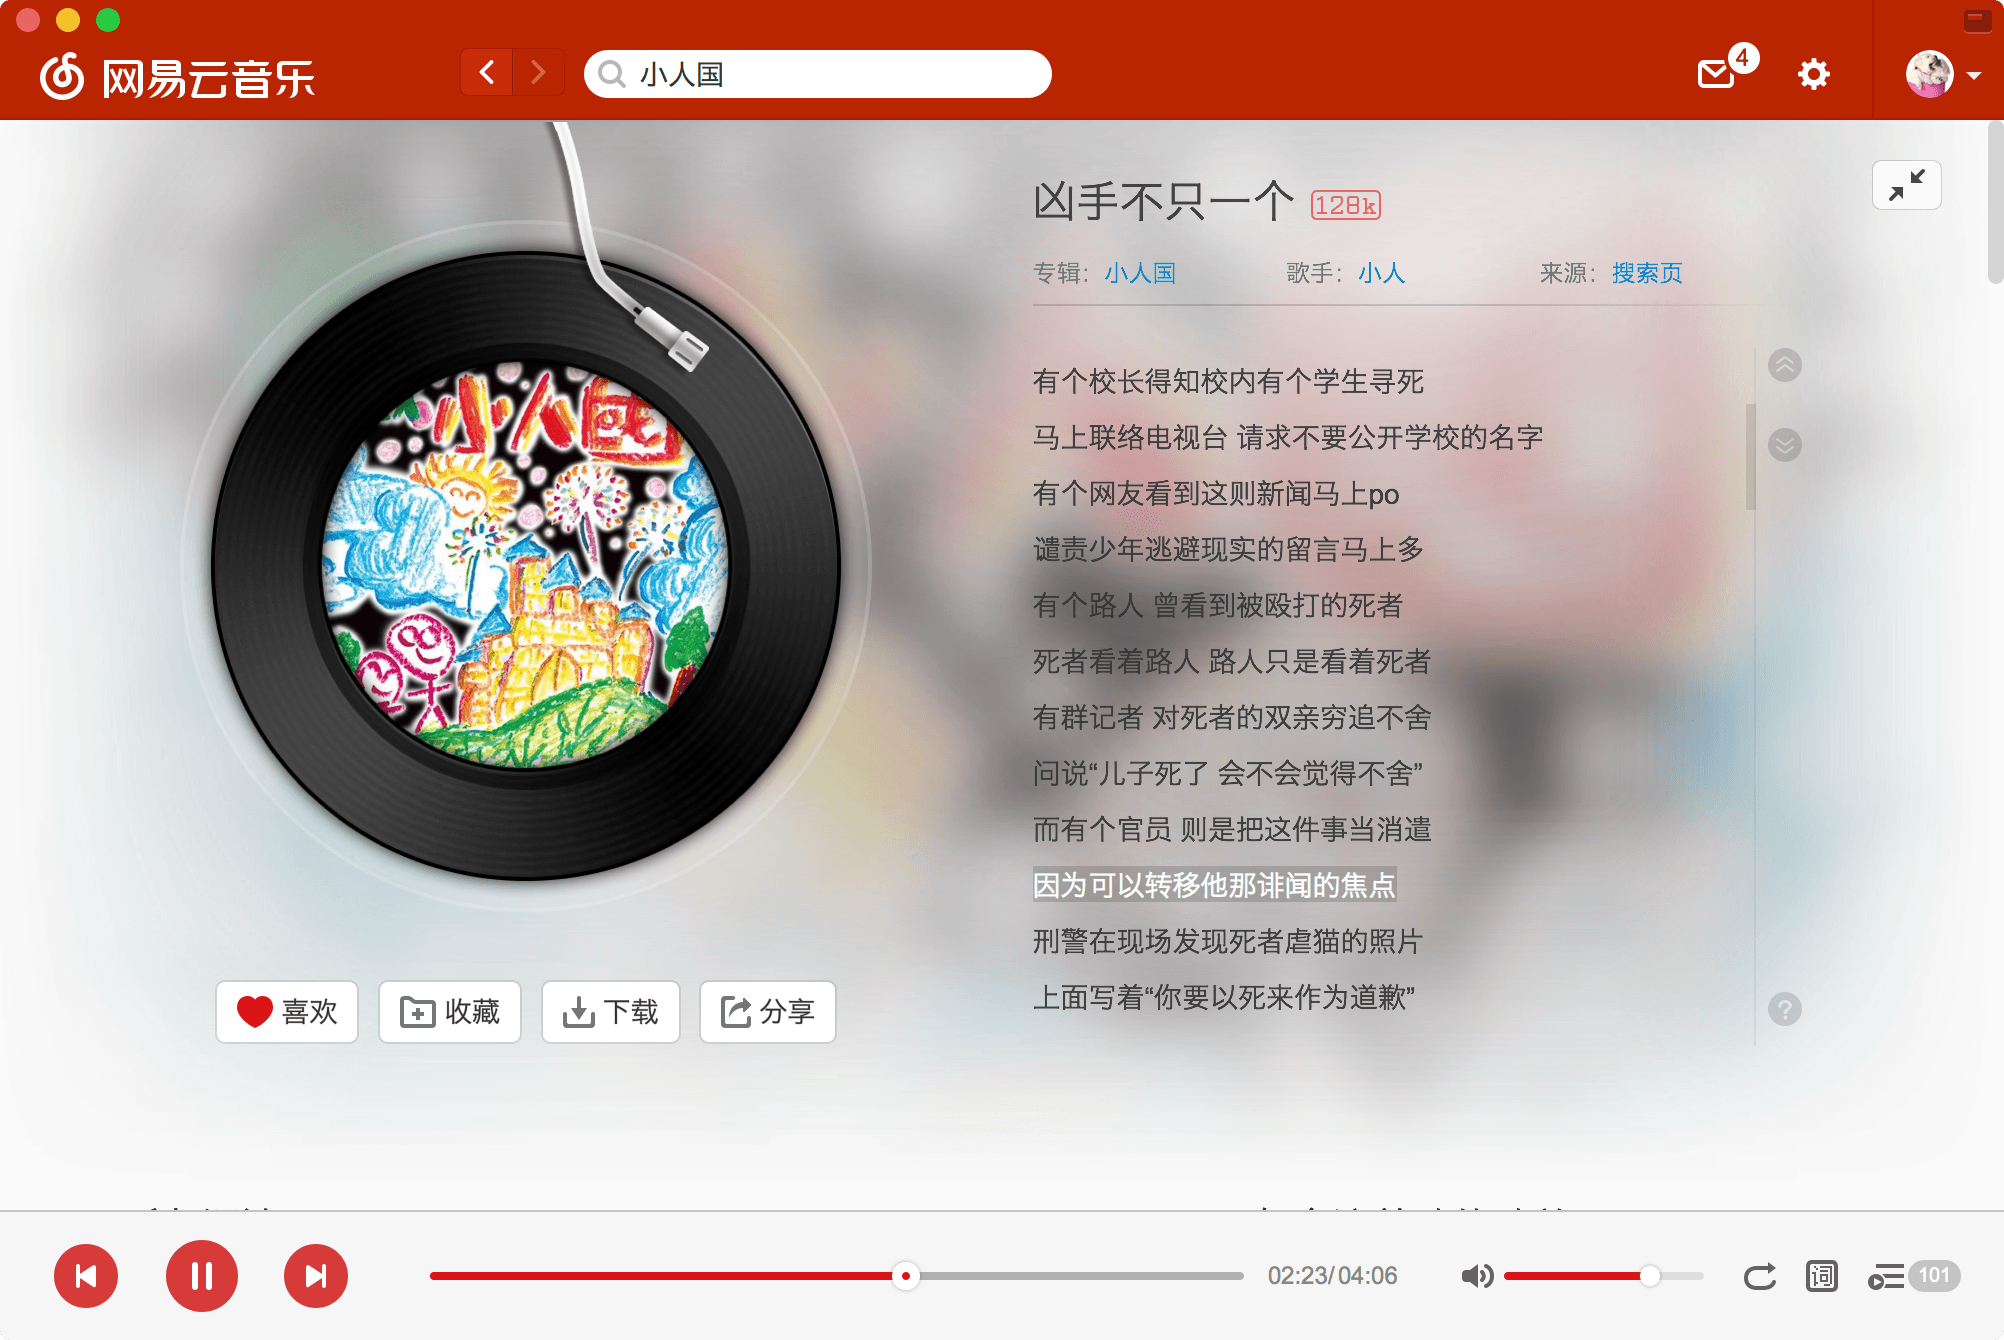 网易云音乐
小人国
4
凶手不只一个 128k
专辑: 小人国 歌手: 小人 来源: 搜索页
小人國
有个校长得知校内有个学生寻死
马上联络电视台 请求不要公开学校的名字
有个网友看到这则新闻马上po
谴责少年逃避现实的留言马上多
有个路人 曾看到被殴打的死者
死者看着路人 路人只是看着死者
有群记者 对死者的双亲穷追不舍
问说“儿子死了 会不会觉得不舍”
而有个官员 则是把这件事当消遣
因为可以转移他那诽闻的焦点
刑警在现场发现死者虐猫的照片
上面写着“你要以死来作为道歉”
喜欢 收藏 下载 分享
?
02:23/04:06
词
101